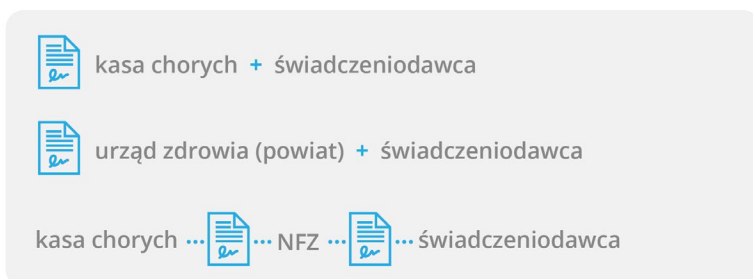 kasa chorych + świadczeniodawca
urząd zdrowia (powiat) + świadczeniodawca
kasa chorych ... NFZ ... świadczeniodawca